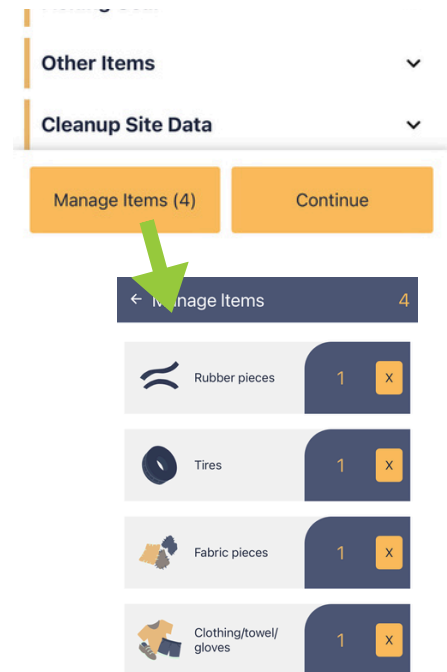 Other Items
Cleanup Site Data
Manage Items (4)
Continue
Manage Items
4
Rubber pieces
1
X
Tires
1
X
Fabric pieces
1
X
Clothing/towel/
gloves
1
X